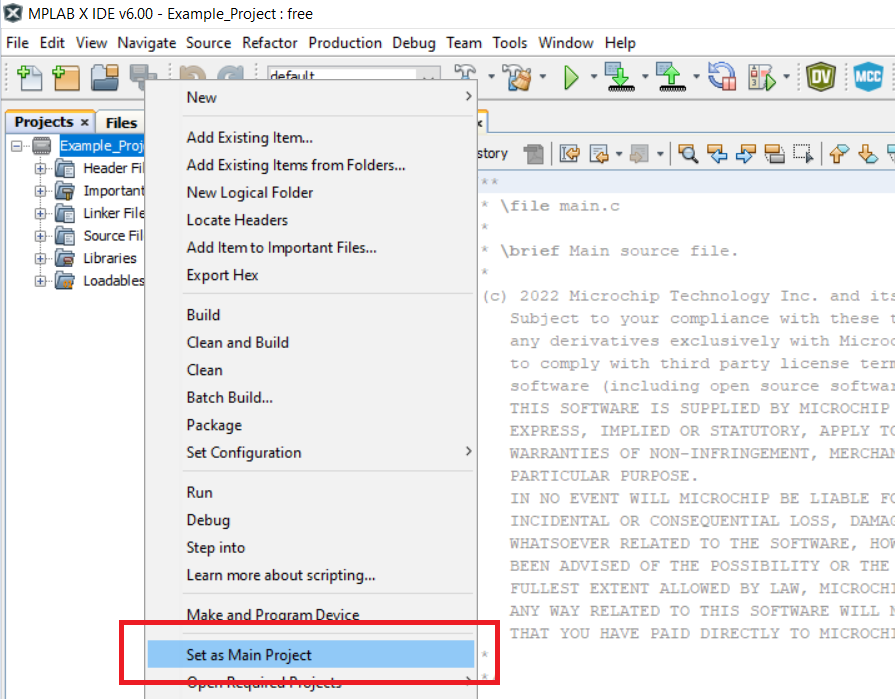 MPLAB X IDE v6.00 - Example_Project : free
File Edit View Navigate Source Refactor Production Debug Team Tools Window Help
default
DV
MCC
Projects × Files
Example_Proj
Header Fil
Important
Linker File
Source Fil
Libraries
Loadables
New
Add Existing Item...
Add Existing Items from Folders...
New Logical Folder
Locate Headers
Add Item to Important Files...
Export Hex
Build
Clean and Build
Clean
Batch Build...
Package
Set Configuration
Run
Debug
Step into
Learn more about scripting...
Make and Program Device
Set as Main Project
Open Required Projects
story
**
* \file main.c
*
* \brief Main source file.
*
(c) 2022 Microchip Technology Inc. and its
Subject to your compliance with these t
any derivatives exclusively with Microc
to comply with third party license term
software (including open source softwar
THIS SOFTWARE IS SUPPLIED BY MICROCHIP
EXPRESS, IMPLIED OR STATUTORY, APPLY TO
WARRANTIES OF NON-INFRINGEMENT, MERCHAN
PARTICULAR PURPOSE.
IN NO EVENT WILL MICROCHIP BE LIABLE FO
INCIDENTAL OR CONSEQUENTIAL LOSS, DAMAG
WHATSOEVER RELATED TO THE SOFTWARE, HOW
BEEN ADVISED OF THE POSSIBILITY OR THE
FULLEST EXTENT ALLOWED BY LAW, MICROCHI
ANY WAY RELATED TO THIS SOFTWARE WILL N
THAT YOU HAVE PAID DIRECTLY TO MICROCHI
*
*